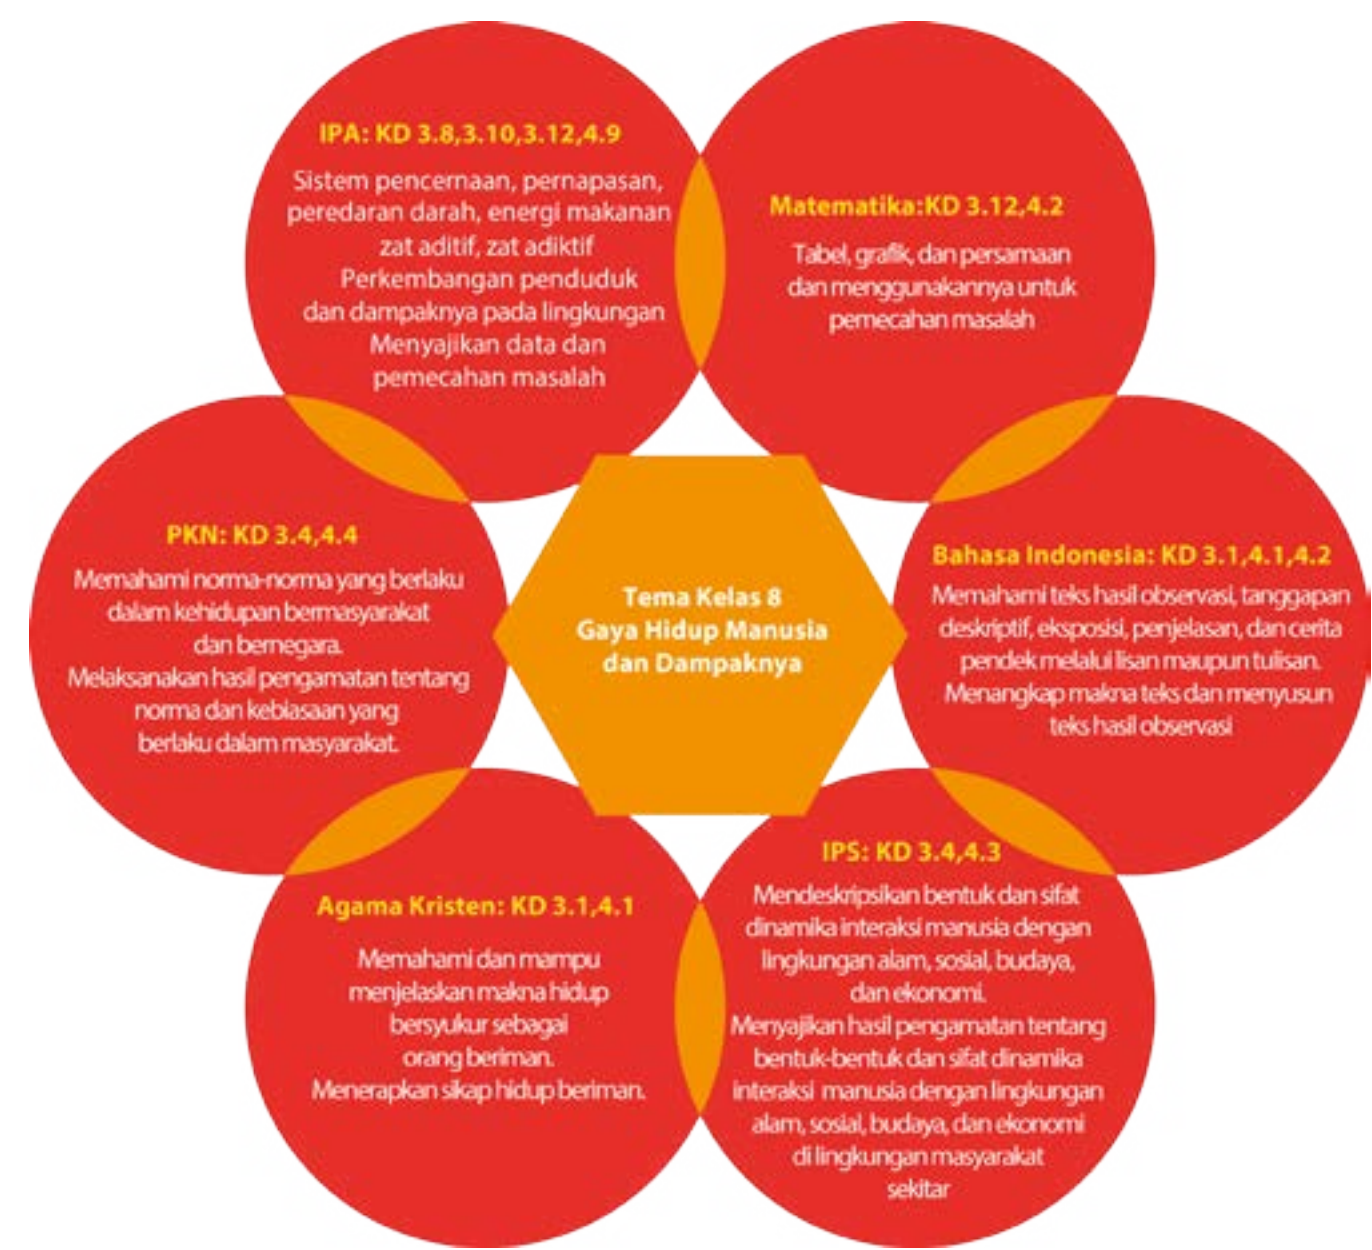 IPA: KD 3.8,3.10,3.12,4.9
Sistem pencernaan, pernapasan,
peredaran darah, energi makanan
zat aditif, zat adiktif
Perkembangan penduduk
dan dampaknya pada lingkungan
Menyajikan data dan
pemecahan masalah
Matematika:KD 3.12,4.2
Tabel, grafik, dan persamaan
dan menggunakannya untuk
pemecahan masalah
PKN: KD 3.4,4.4
Memahami norma-norma yang berlaku
dalam kehidupan bermasyarakat
dan bernegara.
Melaksanakan hasil pengamatan tentang
norma dan kebiasaan yang
berlaku dalam masyarakat.
Tema Kelas 8
Gaya Hidup Manusia
dan Dampaknya
Bahasa Indonesia: KD 3.1,4.1,4.2
Memahami teks hasil observasi, tanggapan
deskriptif, eksposisi, penjelasan, dan cerita
pendek melalui lisan maupun tulisan.
Menangkap makna teks dan menyusun
teks hasil observasi
Agama Kristen: KD 3.1,4.1
Memahami dan mampu
menjelaskan makna hidup
bersyukur sebagai
orang beriman.
Menerapkan sikap hidup beriman.
IPS: KD 3.4,4.3
Mendeskripsikan bentuk dan sifat
dinamika interaksi manusia dengan
lingkungan alam, sosial, budaya,
dan ekonomi.
Menyajikan hasil pengamatan tentang
bentuk-bentuk dan sifat dinamika
interaksi manusia dengan lingkungan
alam, sosial, budaya, dan ekonomi
di lingkungan masyarakat
sekitar